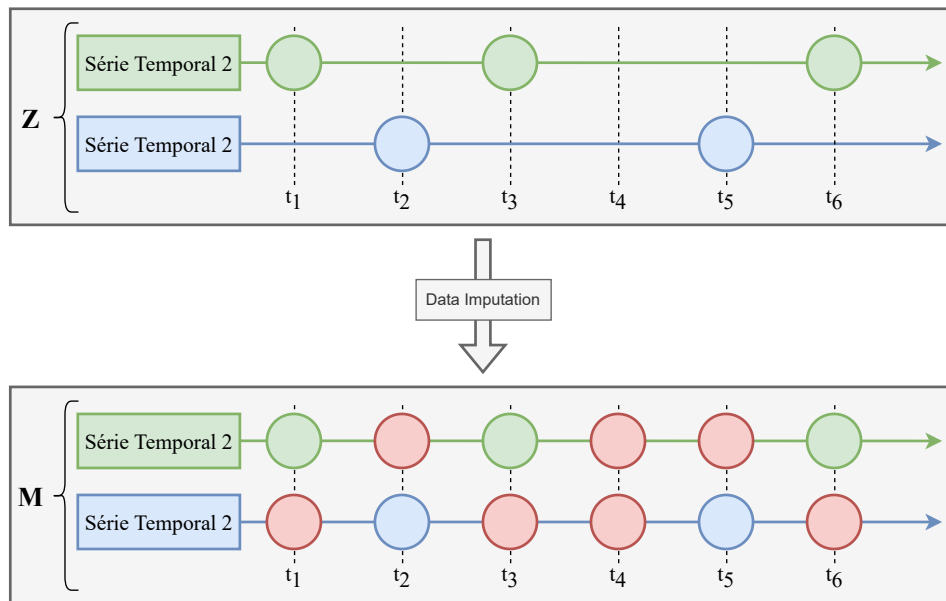 Série Temporal 2
Z
Série Temporal 2
t1 t2 t3 t4 t5 t6
Data Imputation
Série Temporal 2
M
Série Temporal 2
t1 t2 t3 t4 t5 t6